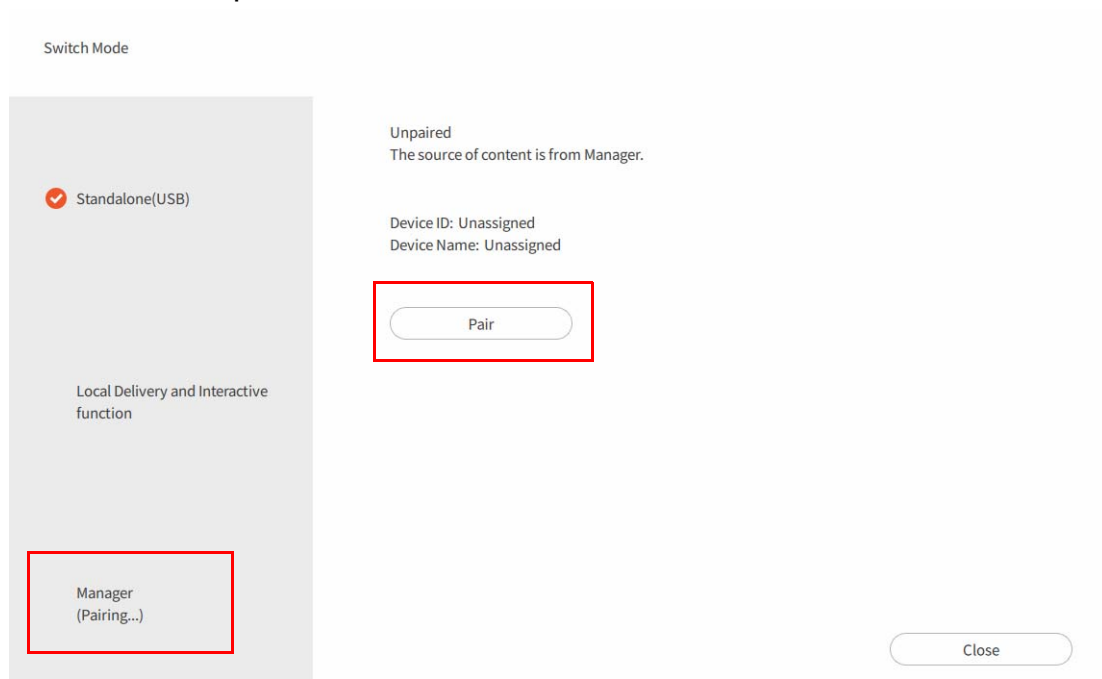 Switch Mode
Standalone(USB)
Local Delivery and Interactive
function
Manager
(Pairing...)
Unpaired
The source of content is from Manager.
Device ID: Unassigned
Device Name: Unassigned
Pair
Close